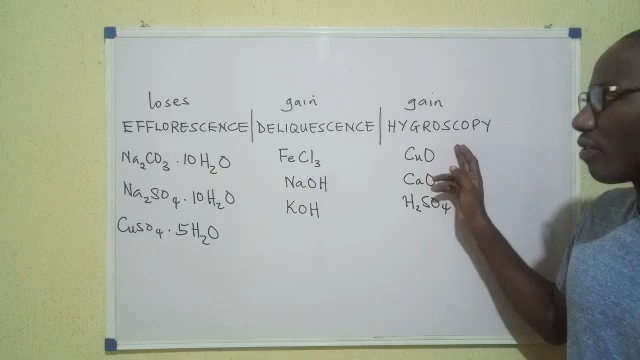 loses gain gain
EFFLORESCENCE DELIQUESCENCE HYGROSCOPY
Na₂CO₃ · 10H₂O FeCl₃ CuO
Na₂SO₄ · 10H₂O NaOH CaO
CuSO₄ · 5H₂O KOH H₂SO₄